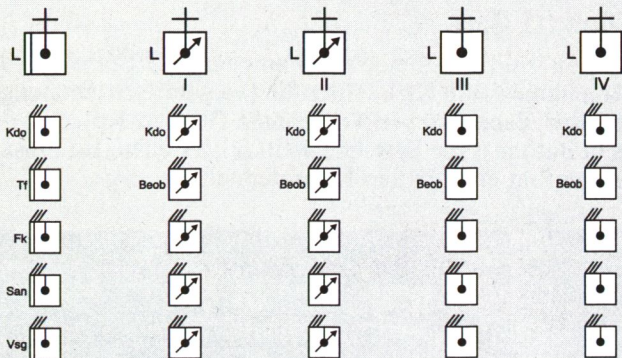 L L L L L
I II III IV
Kdo Kdo Kdo Kdo Kdo
Tf Beob Beob Beob Beob
Fk
San
Vsg